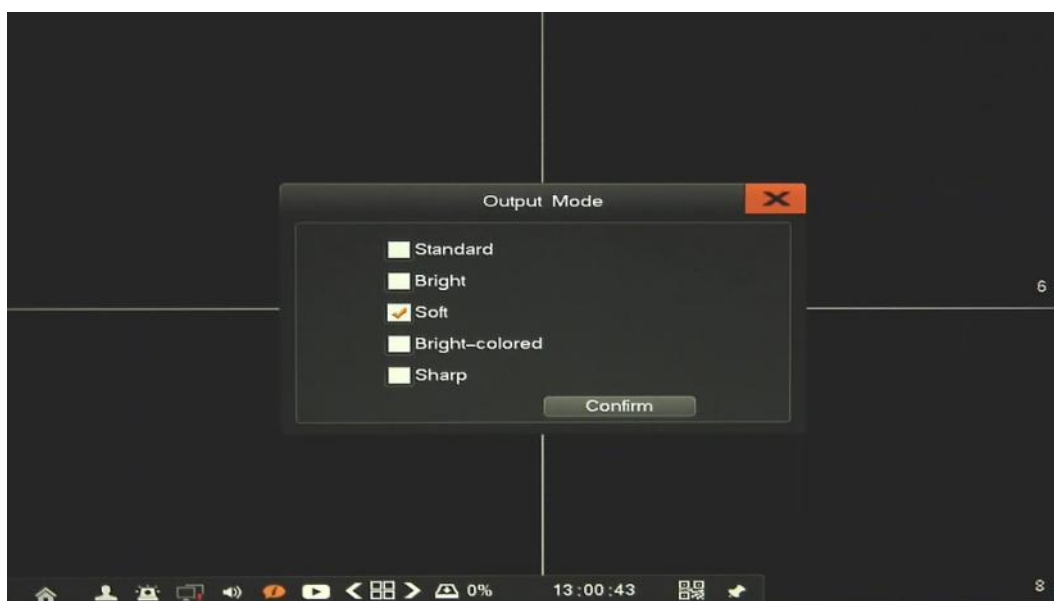 Output Mode
Standard
Bright
6
Soft
Bright-colored
Sharp
Confirm
0%
13:00:43
8